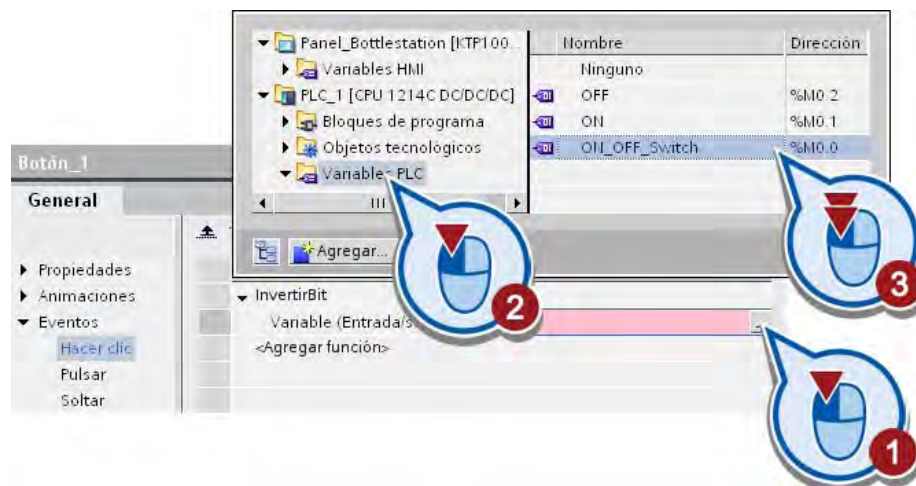 Panel_Bottlestation [KTP100...
Variables HMI
PLC_1 [CPU 1214C DC/DC/DC]
Bloques de programa
Objetos tecnológicos
Variables PLC
Nombre Dirección
Ninguno
OFF %M0.2
ON %M0.1
ON_OFF_Switch %M0.0
Agregar...
Botón_1
General
Propiedades
Animaciones
Eventos
Hacer clic
Pulsar
Soltar
InvertirBit
Variable (Entrada/s
<Agregar función>
2
3
1